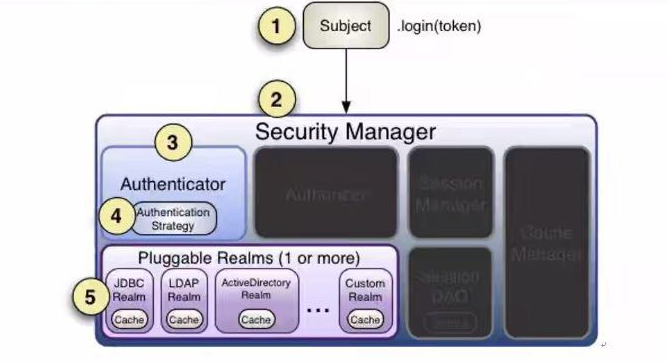 1
Subject
.login(token)
2
Security Manager
3
Authenticator
4
Authentication
Strategy
Authorizer
Session
Manager
Cache
Manager
Session
DAO
Pluggable Realms (1 or more)
5
JDBC
Realm
Cache
LDAP
Realm
Cache
ActiveDirectory
Realm
Cache
...
Custom
Realm
Cache